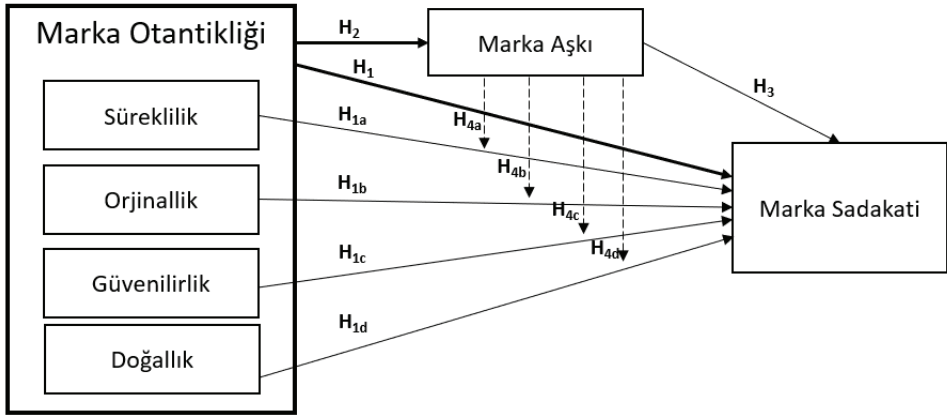 Marka Otantikliği
Süreklilik
Orjinallik
Güvenilirlik
Doğallık
H2
H1
H1a
H1b
H1c
H1d
Marka Aşkı
H4a
H4b
H4c
H4d
H3
Marka Sadakati